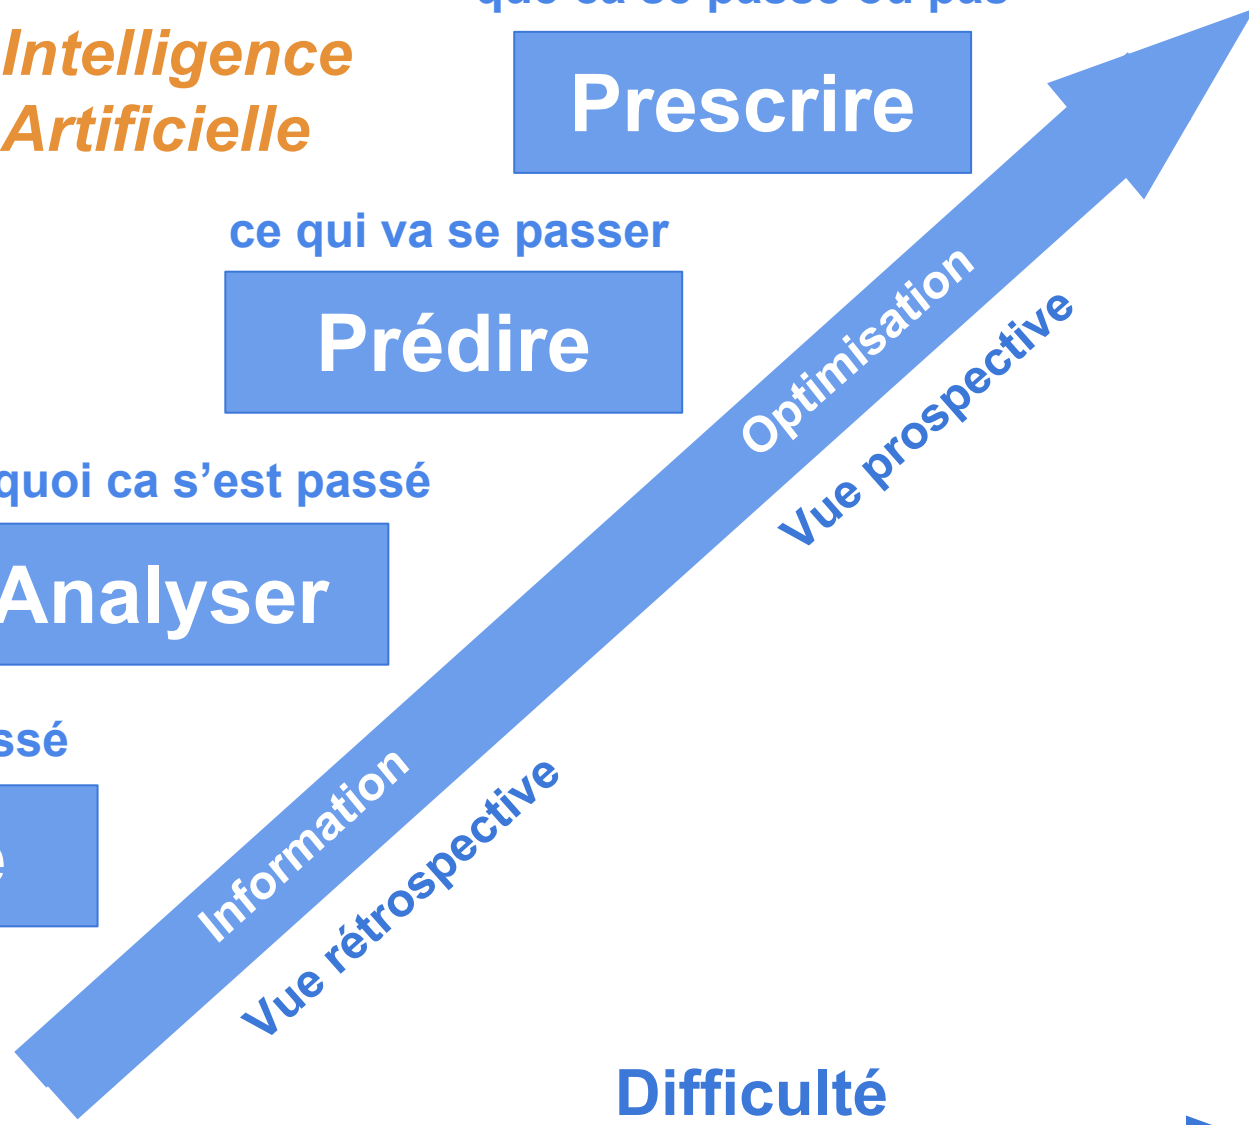 Intelligence
Artificielle
Prescrire
ce qui va se passer
Prédire
quoi ca s'est passé
Analyser
Optimisation
Vue prospective
Information
Vue rétrospective
Difficulté